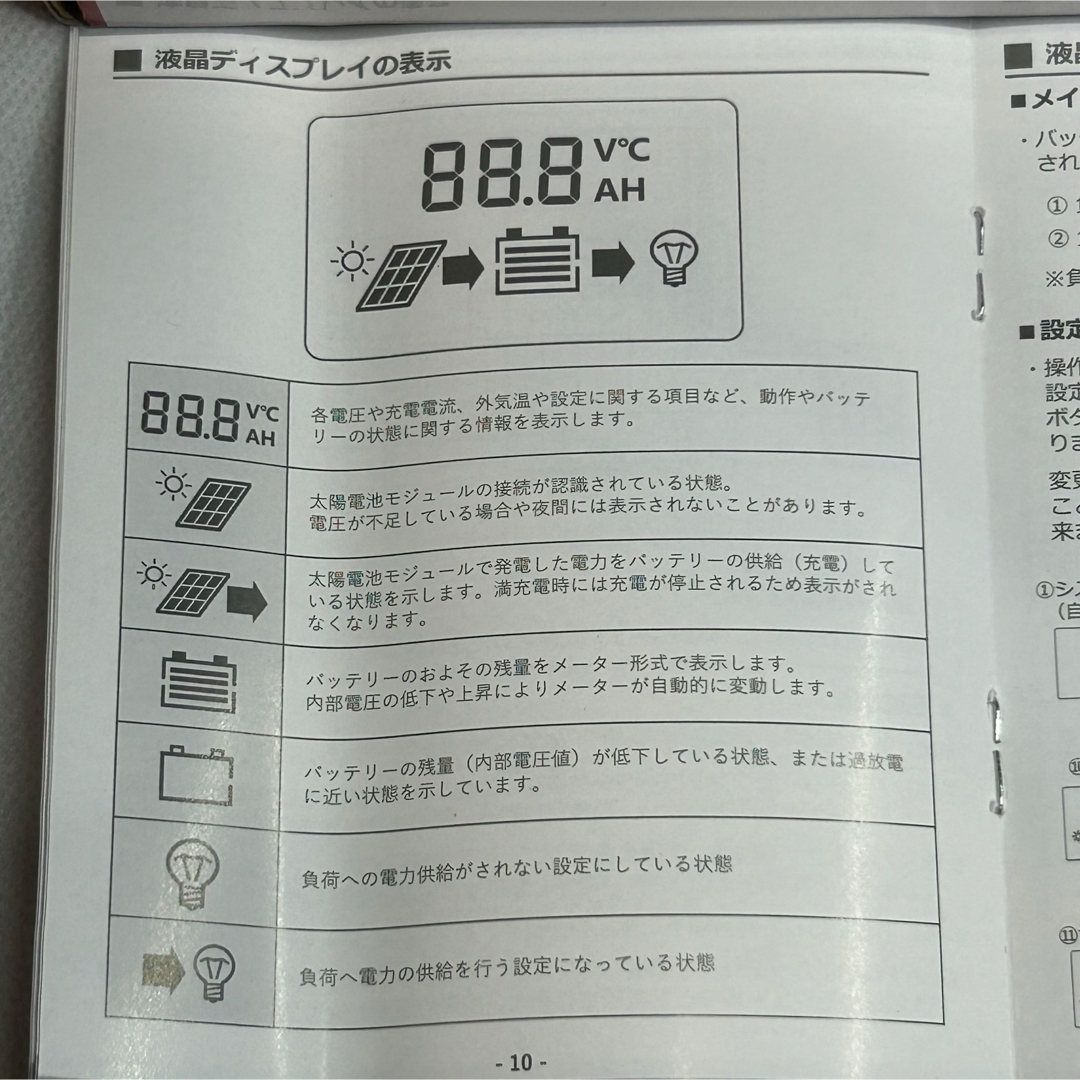 ■ 液晶ディスプレイの表示
88.8 V℃
AH
88.8 V℃
AH
各電圧や充電電流、外気温や設定に関する項目など、動作やバッテ
リーの状態に関する情報を表示します。
太陽電池モジュールの接続が認識されている状態。
電圧が不足している場合や夜間には表示されないことがあります。
太陽電池モジュールで発電した電力をバッテリーの供給（充電）して
いる状態を示します。満充電時には充電が停止されるため表示がされ
なくなります。
バッテリーのおよその残量をメーター形式で表示します。
内部電圧の低下や上昇によりメーターが自動的に変動します。
バッテリーの残量（内部電圧値）が低下している状態、または過放電
に近い状態を示しています。
負荷への電力供給がされない設定にしている状態
負荷へ電力の供給を行う設定になっている状態
- 10 -
■ 液
■メイ
・バッ
され
①
②
※負
■設定
・操作
設定
ボタ
りま
変更
こと
来ま
①シス
（自
⑩
⑪